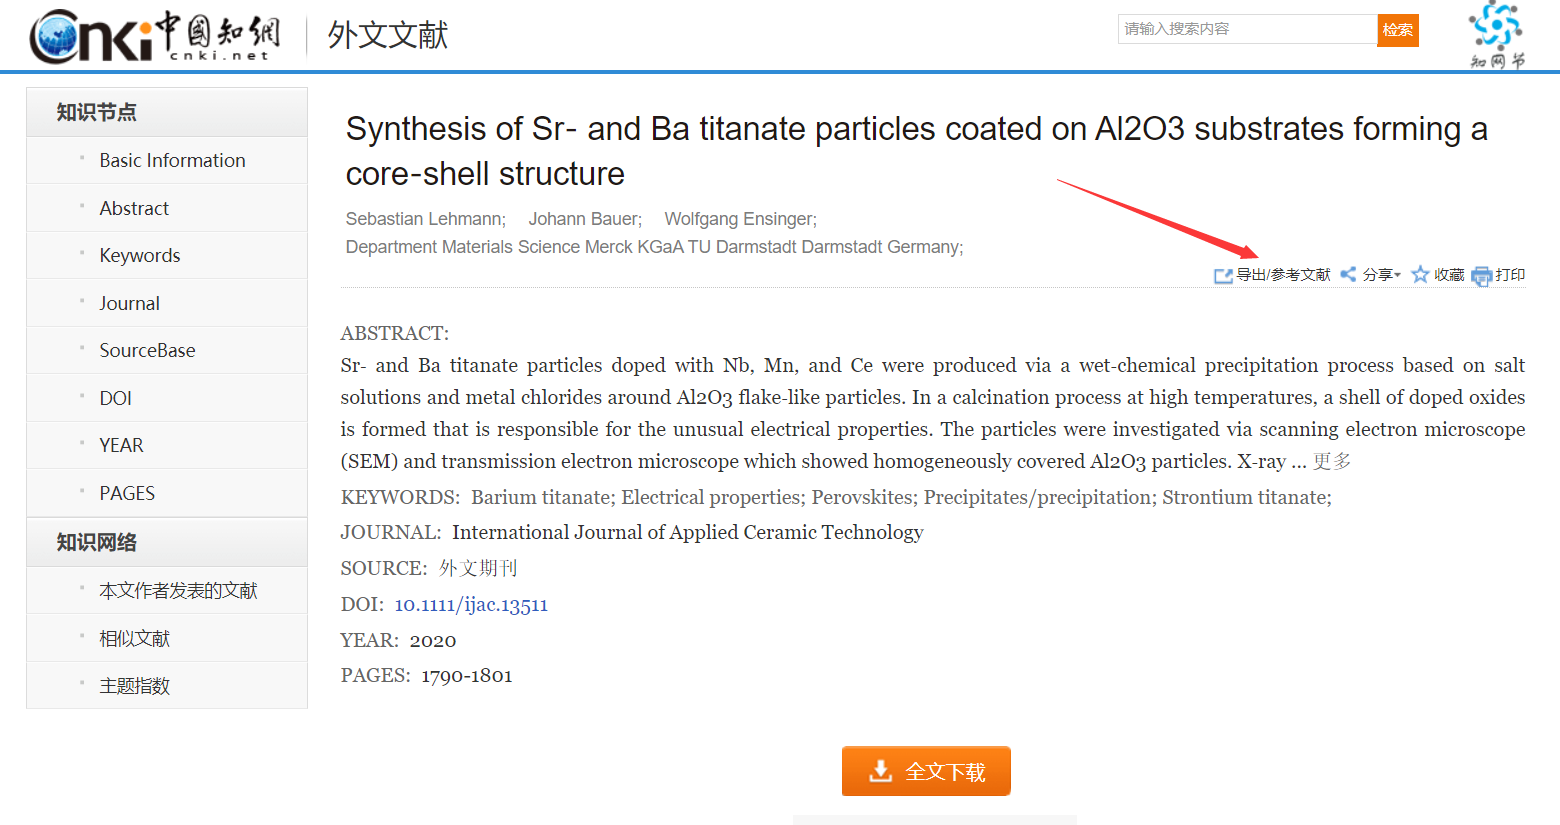 Cnki中國知網
cnki.net
外文文献
请输入搜索内容
检索
知网节
知识节点
Basic Information
Abstract
Keywords
Journal
SourceBase
DOI
YEAR
PAGES
知识网络
本文作者发表的文献
相似文献
主题指数
Synthesis of Sr- and Ba titanate particles coated on Al2O3 substrates forming a
core-shell structure
Sebastian Lehmann; Johann Bauer; Wolfgang Ensinger;
Department Materials Science Merck KGaA TU Darmstadt Darmstadt Germany;
导出/参考文献 分享 收藏 打印
ABSTRACT:
Sr- and Ba titanate particles doped with Nb, Mn, and Ce were produced via a wet-chemical precipitation process based on salt
solutions and metal chlorides around Al2O3 flake-like particles. In a calcination process at high temperatures, a shell of doped oxides
is formed that is responsible for the unusual electrical properties. The particles were investigated via scanning electron microscope
(SEM) and transmission electron microscope which showed homogeneously covered Al2O3 particles. X-ray ... 更多
KEYWORDS: Barium titanate; Electrical properties; Perovskites; Precipitates/precipitation; Strontium titanate;
JOURNAL: International Journal of Applied Ceramic Technology
SOURCE: 外文期刊
DOI: 10.1111/ijac.13511
YEAR: 2020
PAGES: 1790-1801
全文下载